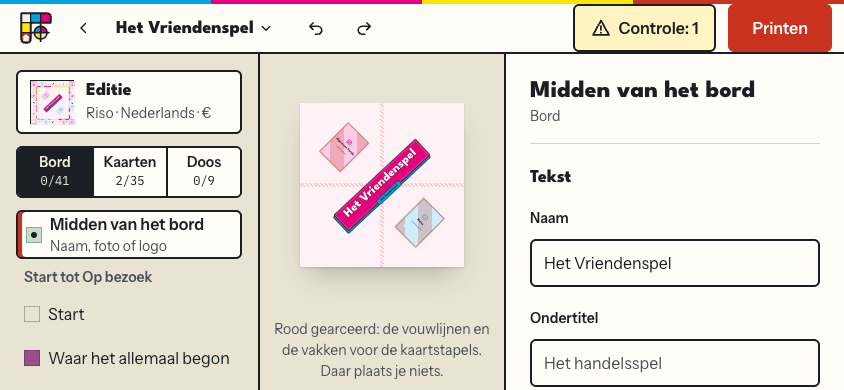 Het Vriendenspel
Controle: 1
Printen
Editie
Riso · Nederlands · €
Bord
0/41
Kaarten
2/35
Doos
0/9
Midden van het bord
Naam, foto of logo
Start tot Op bezoek
Start
Waar het allemaal begon
Het Vriendenspel
Rood gearceerd: de vouwlijnen en
de vakken voor de kaartstapels.
Daar plaats je niets.
Midden van het bord
Bord
Tekst
Naam
Het Vriendenspel
Ondertitel
Het handelsspel